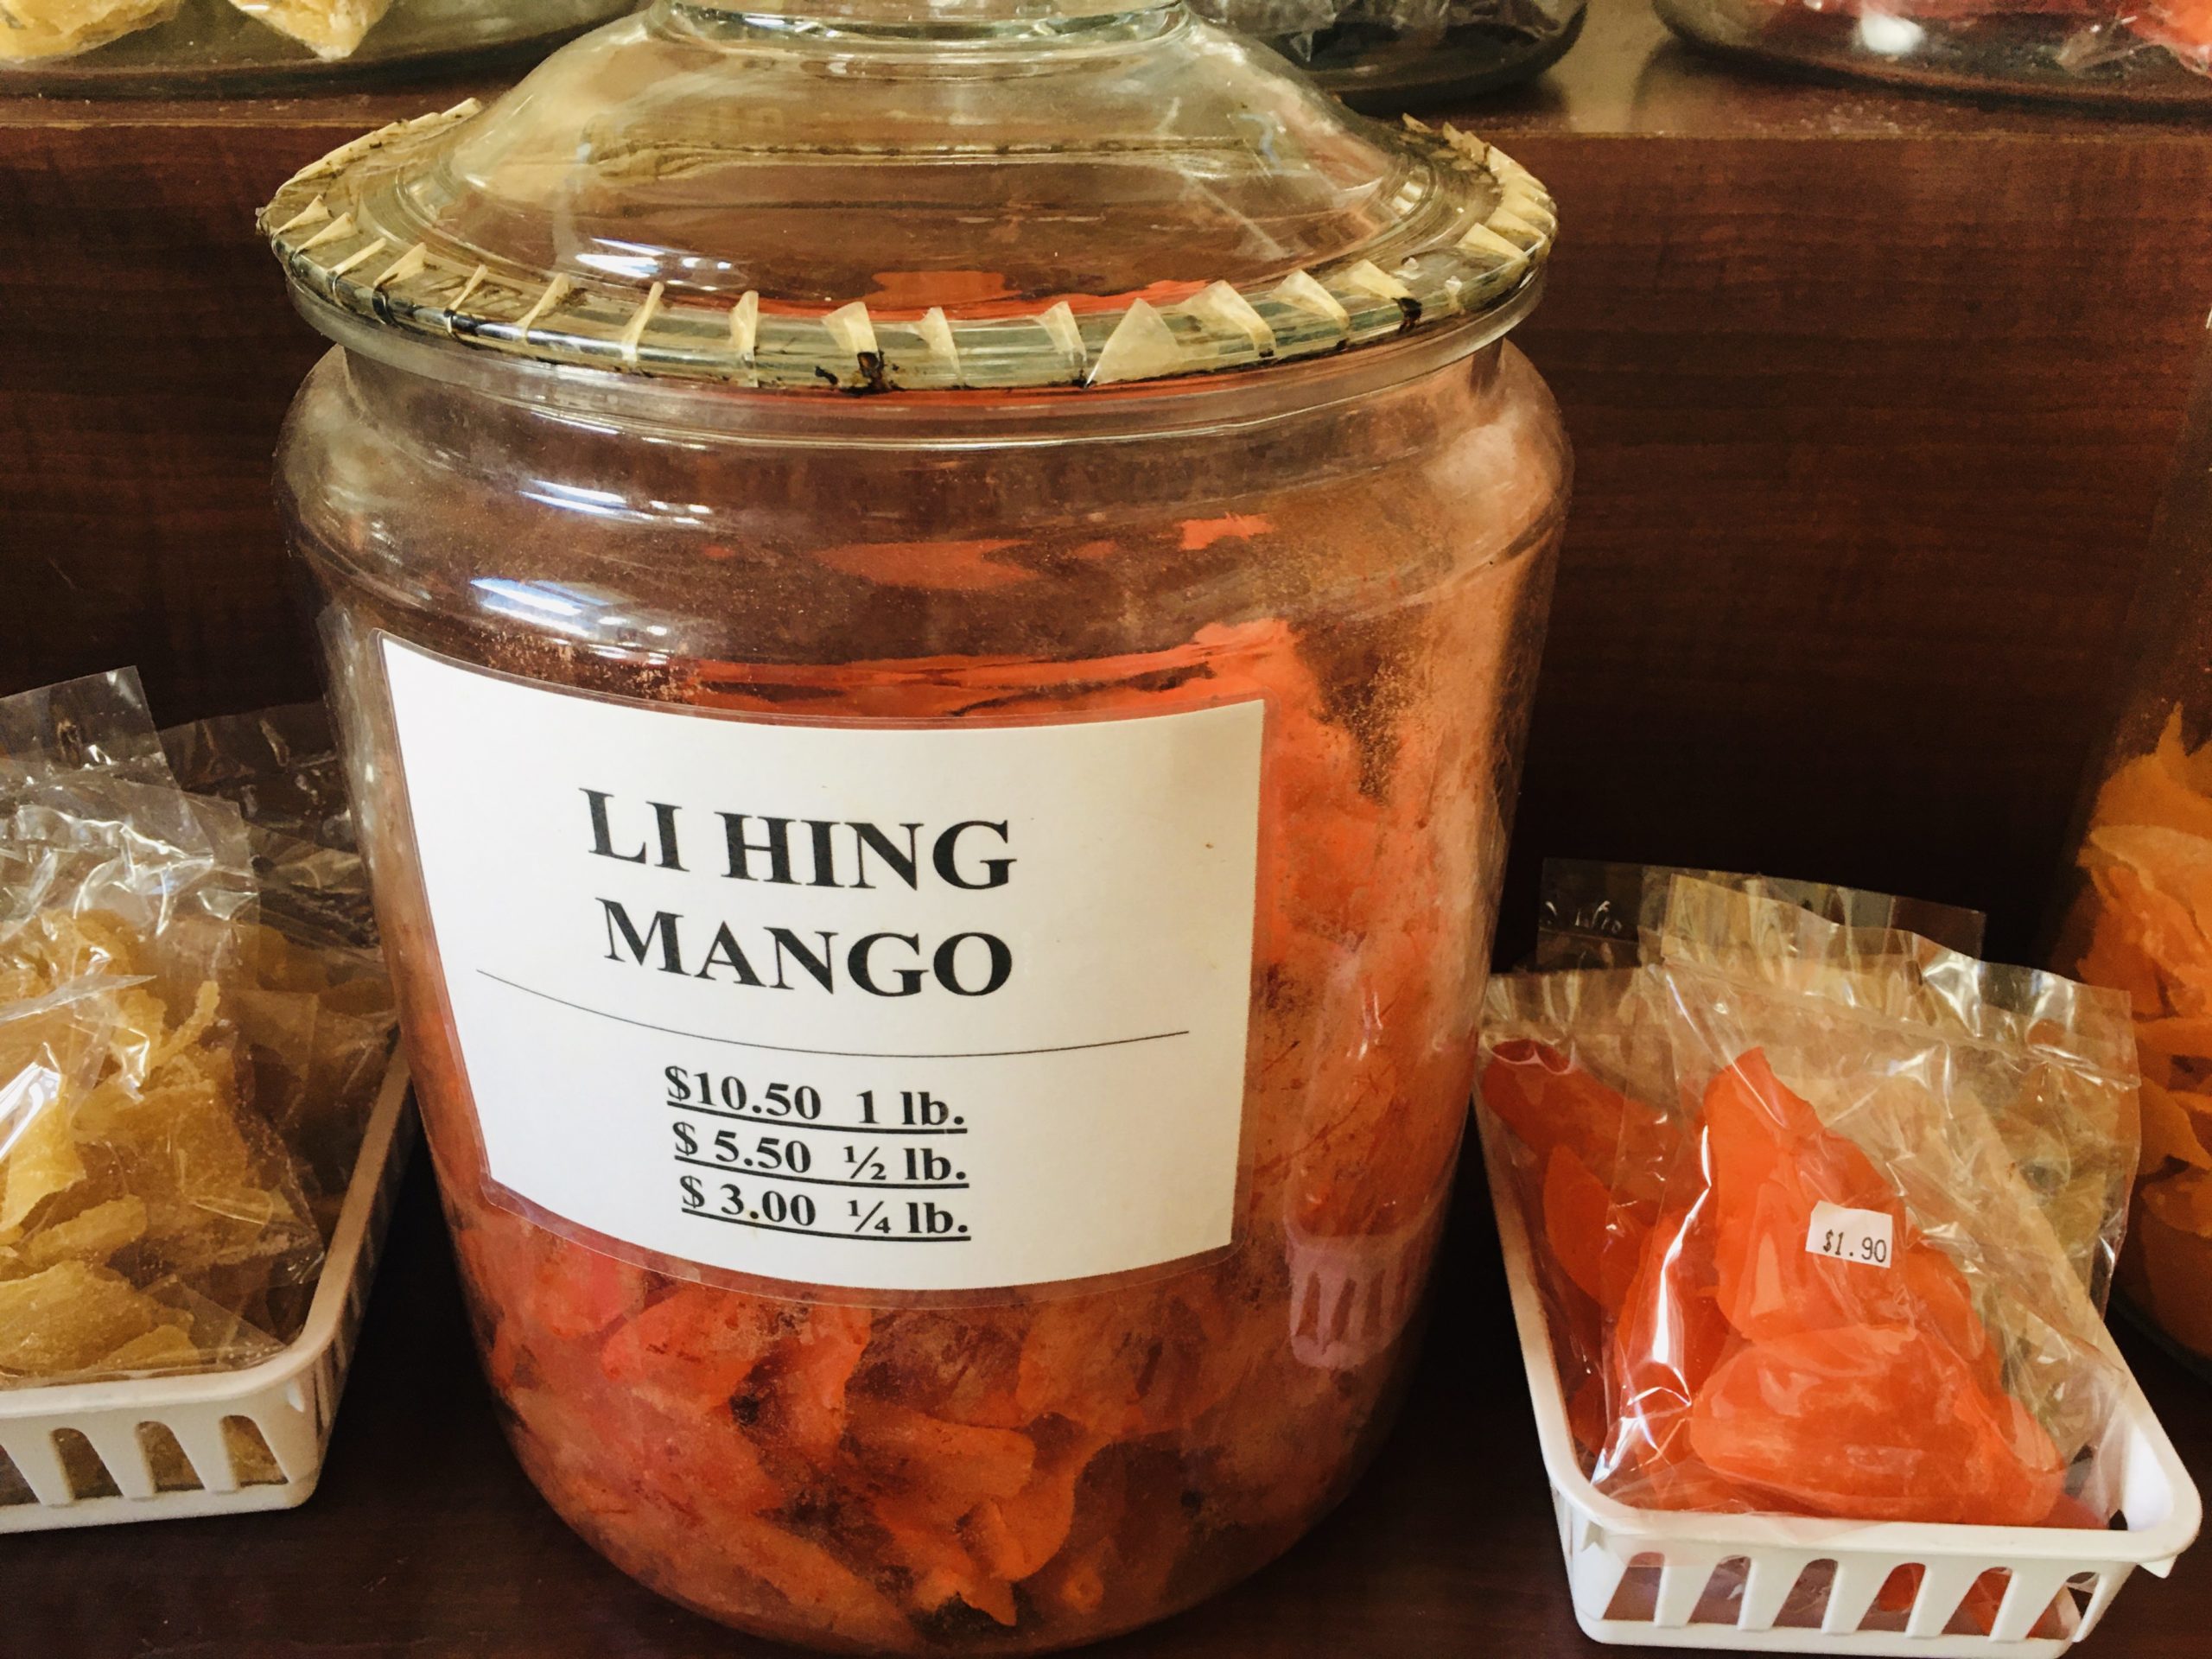 LI HING
MANGO
$10.50 1 lb.
$ 5.50 ½ lb.
$ 3.00 ¼ lb.
$1.90